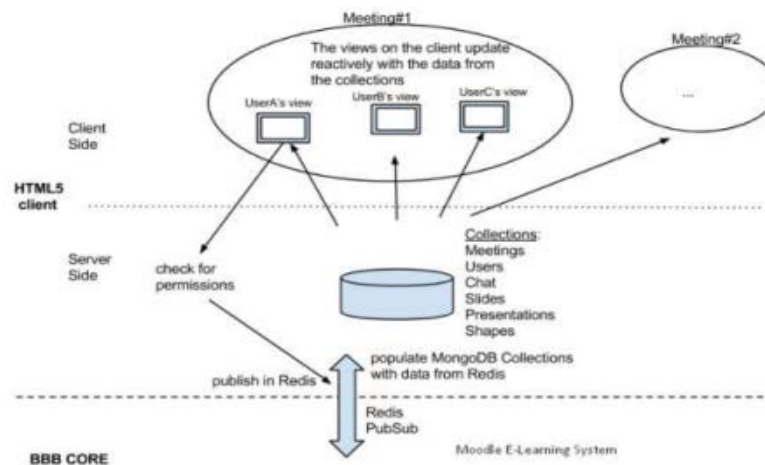 Meeting#1
The views on the client update
reactively with the data from
the collections
Meeting#2
...
UserA's view
UserB's view
UserC's view
Client
Side
HTML5
client
Server
Side
check for
permissions
Collections:
Meetings
Users
Chat
Slides
Presentations
Shapes
populate MongoDB Collections
with data from Redis
publish in Redis
Redis
PubSub
BBB CORE
Moodle E-Learning System